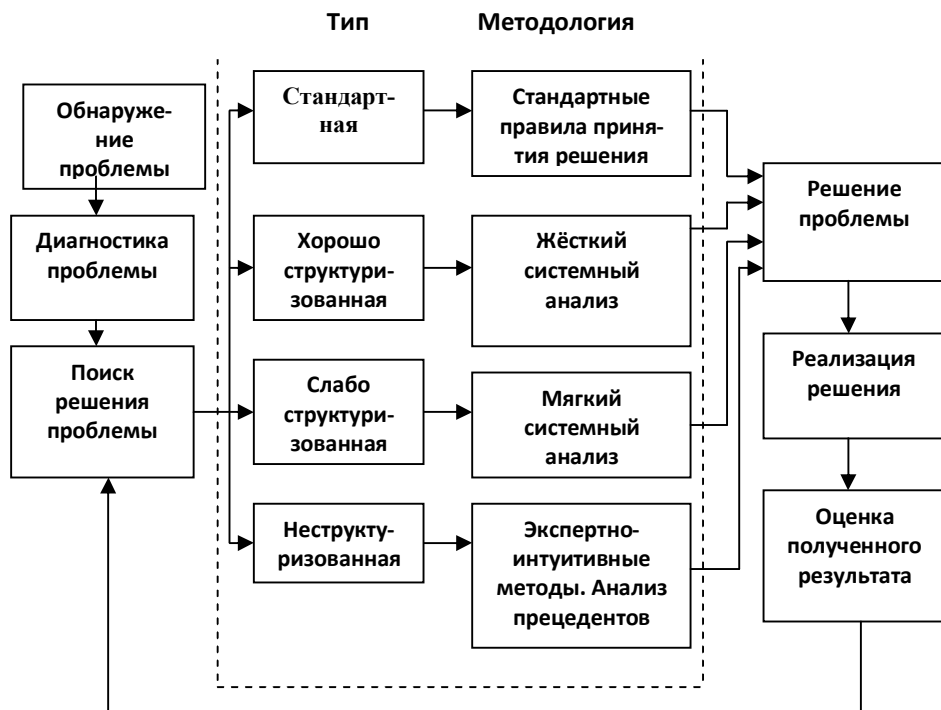 Тип Методология
Обнаруже-
ние
проблемы
Диагностика
проблемы
Поиск
решения
проблемы
Стандарт-
ная
Хорошо
структури-
зованная
Слабо
структури-
зованная
Неструкту-
ризованная
Стандартные
правила приня-
тия решения
Жёсткий
системный
анализ
Мягкий
системный
анализ
Экспертно-
интуитивные
методы. Анализ
прецедентов
Решение
проблемы
Реализация
решения
Оценка
полученного
результата